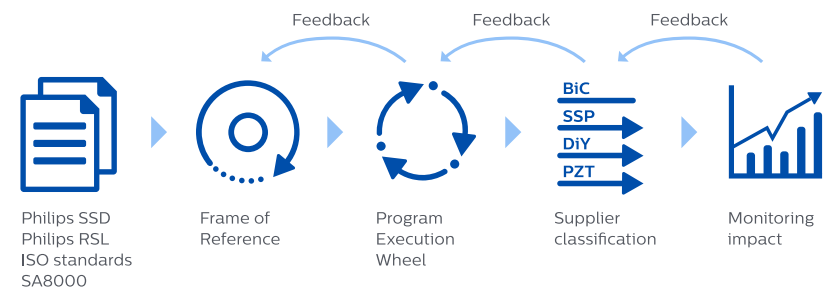 Feedback
Feedback
Feedback
BiC
SSP
DiY
PZT
Philips SSD
Philips RSL
ISO standards
SA8000
Frame of
Reference
Program
Execution
Wheel
Supplier
classification
Monitoring
impact